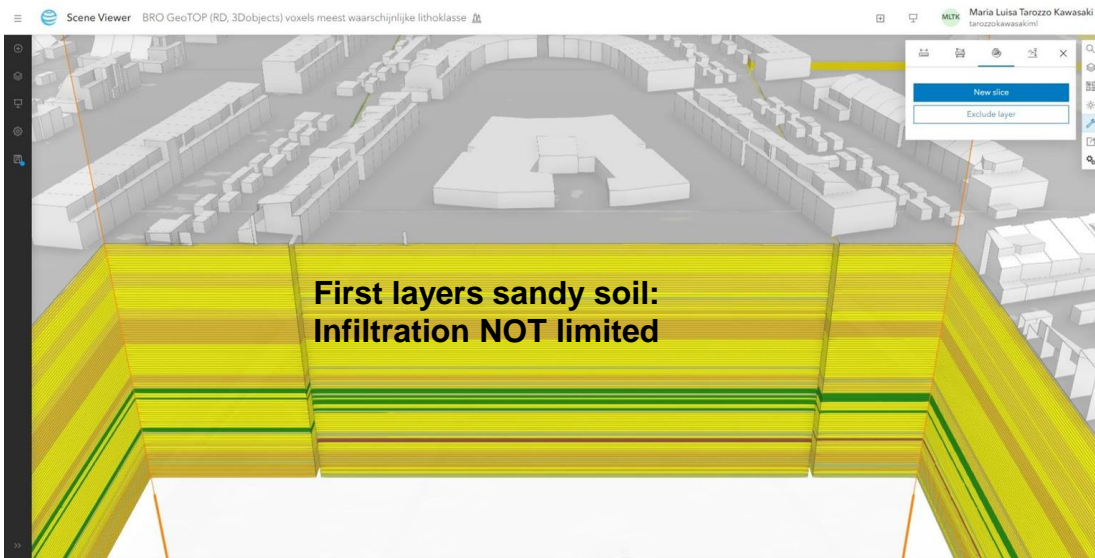 Scene Viewer BRO GeoTOP (RD, 3Dobjects) voxels meest waarschijnlijke lithoklasse
MLTK
Maria Luisa Tarozzo Kawasaki
tarozzokawasakiml
New slice
Exclude layer
First layers sandy soil:
Infiltration NOT limited